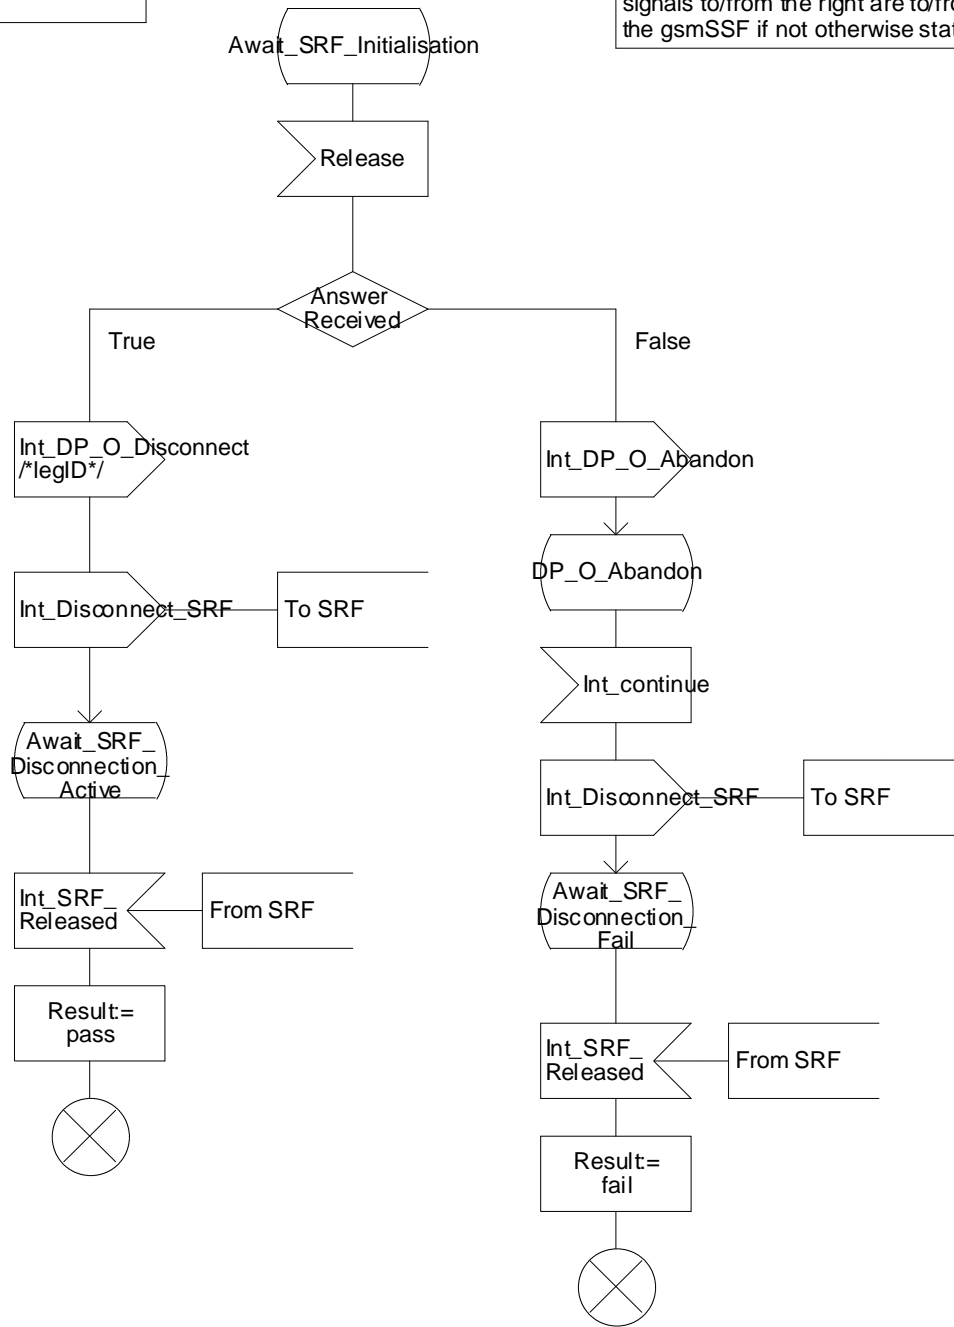 signals to/from the right are to/fro
the gsmSSF if not otherwise stat
Await_SRF_Initialisation
Release
Answer
Received
True
False
Int_DP_O_Disconnect
/*legID*/
Int_DP_O_Abandon
DP_O_Abandon
Int_Disconnect_SRF
To SRF
Int_continue
Await_SRF_
Disconnection_
Active
Int_Disconnect_SRF
To SRF
Int_SRF_
Released
From SRF
Await_SRF_
Disconnection_
Fail
Result:=
pass
Int_SRF_
Released
From SRF
Result:=
fail